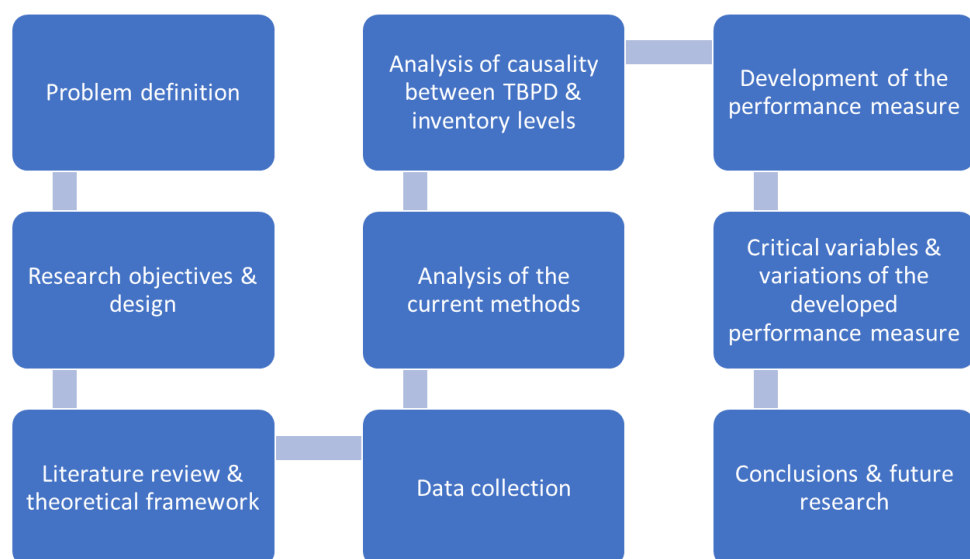 Problem definition
Research objectives &
design
Literature review &
theoretical framework
Data collection
Analysis of the
current methods
Analysis of causality
between TBPD &
inventory levels
Development of the
performance measure
Critical variables &
variations of the
developed
performance measure
Conclusions & future
research